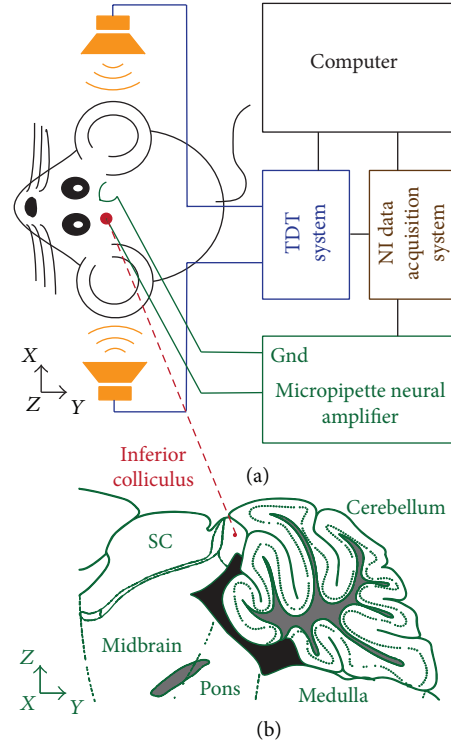 Computer
TDT
system
NI data
acquisition
system
Gnd
Micropipette neural
amplifier
X
Z
Y
Inferior
colliculus
(a)
Cerebellum
SC
Midbrain
Pons
Medulla
Z
X
Y
(b)